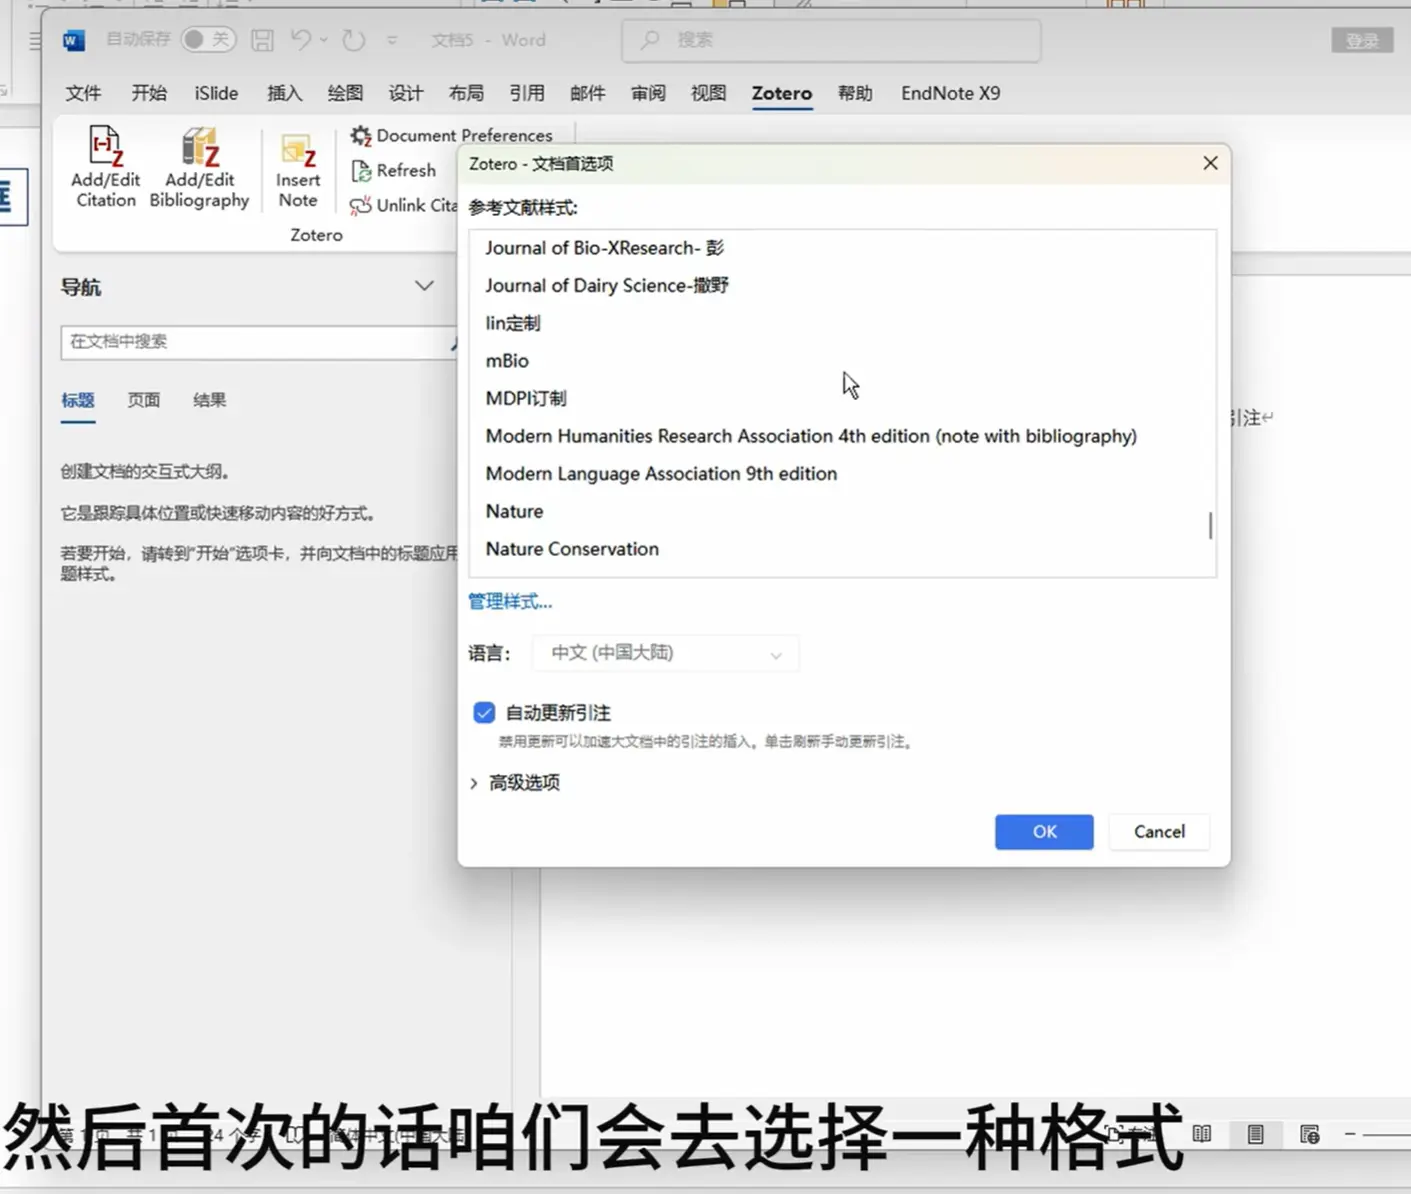 自动保存 关 文档5 - Word 搜索 登录
文件 开始 iSlide 插入 绘图 设计 布局 引用 邮件 审阅 视图 Zotero 帮助 EndNote X9
Add/Edit Citation
Add/Edit Bibliography
Insert Note
Document Preferences
Refresh
Unlink Cita
Zotero
导航
在文档中搜索
标题 页面 结果
创建文档的交互式大纲。
它是跟踪具体位置或快速移动内容的好方式。
若要开始，请转到“开始”选项卡，并向文档中的标题应用
题样式。
Zotero - 文档首选项
参考文献样式:
Journal of Bio-XResearch- 彭
Journal of Dairy Science-撒野
lin定制
mBio
MDPI订制
Modern Humanities Research Association 4th edition (note with bibliography)
Modern Language Association 9th edition
Nature
Nature Conservation
管理样式...
语言: 中文 (中国大陆)
自动更新引注
禁用更新可以加速大文档中的引注的插入。单击刷新手动更新引注。
高级选项
OK Cancel
引注
然后首次的话咱们会去选择一种格式